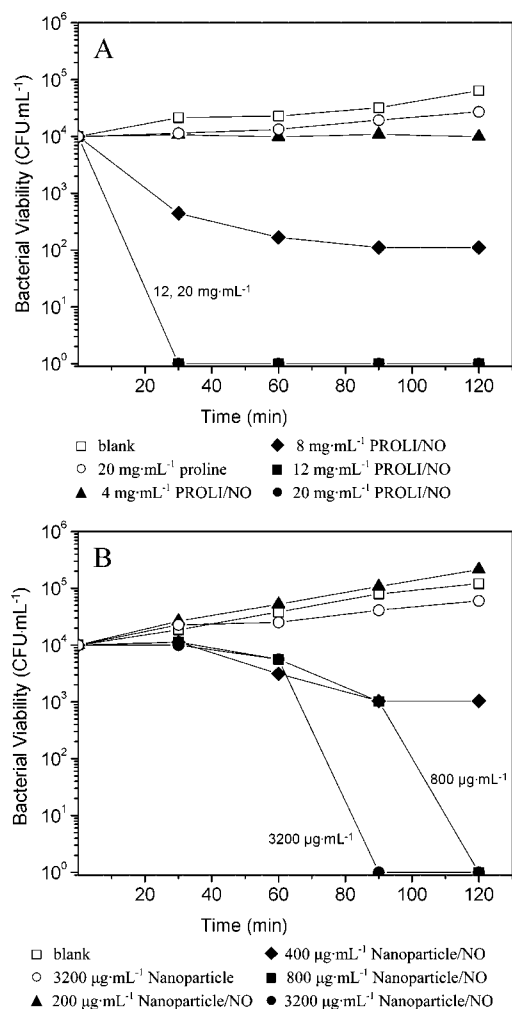 A
10⁶
10⁵
10⁴
10³
10²
10¹
10⁰
Bacterial Viability (CFU·mL⁻¹)
12, 20 mg·mL⁻¹
20 40 60 80 100 120
Time (min)
blank
20 mg·mL⁻¹ proline
4 mg·mL⁻¹ PROLI/NO
8 mg·mL⁻¹ PROLI/NO
12 mg·mL⁻¹ PROLI/NO
20 mg·mL⁻¹ PROLI/NO
B
10⁶
10⁵
10⁴
10³
10²
10¹
10⁰
Bacterial Viability (CFU·mL⁻¹)
3200 μg·mL⁻¹
800 μg·mL⁻¹
20 40 60 80 100 120
Time (min)
blank
3200 μg·mL⁻¹ Nanoparticle
200 μg·mL⁻¹ Nanoparticle/NO
400 μg·mL⁻¹ Nanoparticle/NO
800 μg·mL⁻¹ Nanoparticle/NO
3200 μg·mL⁻¹ Nanoparticle/NO